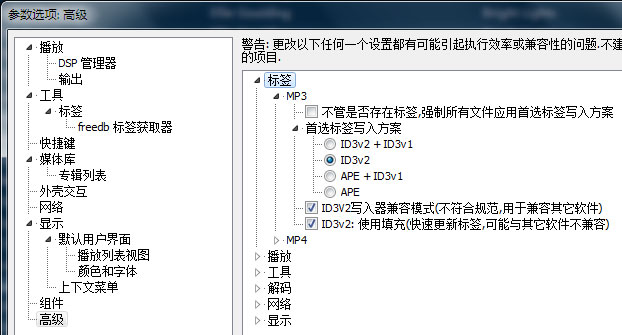 参数选项: 高级
播放
DSP 管理器
输出
工具
标签
freedb 标签获取器
快捷键
媒体库
专辑列表
外壳交互
网络
显示
默认用户界面
播放列表视图
颜色和字体
上下文菜单
组件
高级
警告: 更改以下任何一个设置都有可能引起执行效率或兼容性的问题.不建
的项目.
标签
MP3
不管是否存在标签,强制所有文件应用首选标签写入方案
首选标签写入方案
ID3v2 + ID3v1
ID3v2
APE + ID3v1
APE
ID3V2写入器兼容模式(不符合规范,用于兼容其它软件)
ID3v2: 使用填充(快速更新标签,可能与其它软件不兼容)
MP4
播放
工具
解码
网络
显示